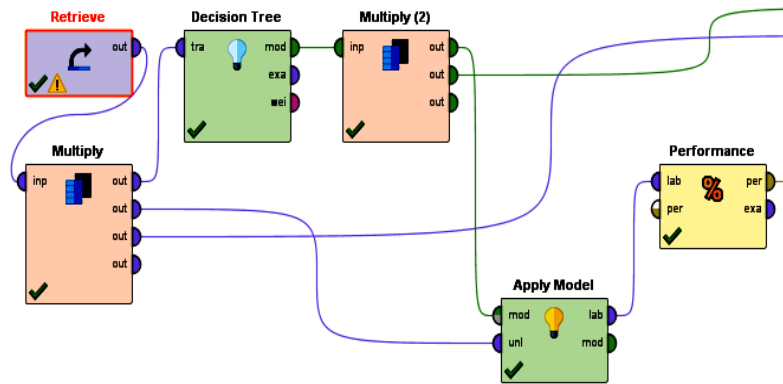 Retrieve
out
Decision Tree
tra
mod
exa
wei
Multiply (2)
inp
out
out
out
Multiply
inp
out
out
out
out
Performance
lab
per
per
exa
%
Apply Model
mod
lab
unl
mod